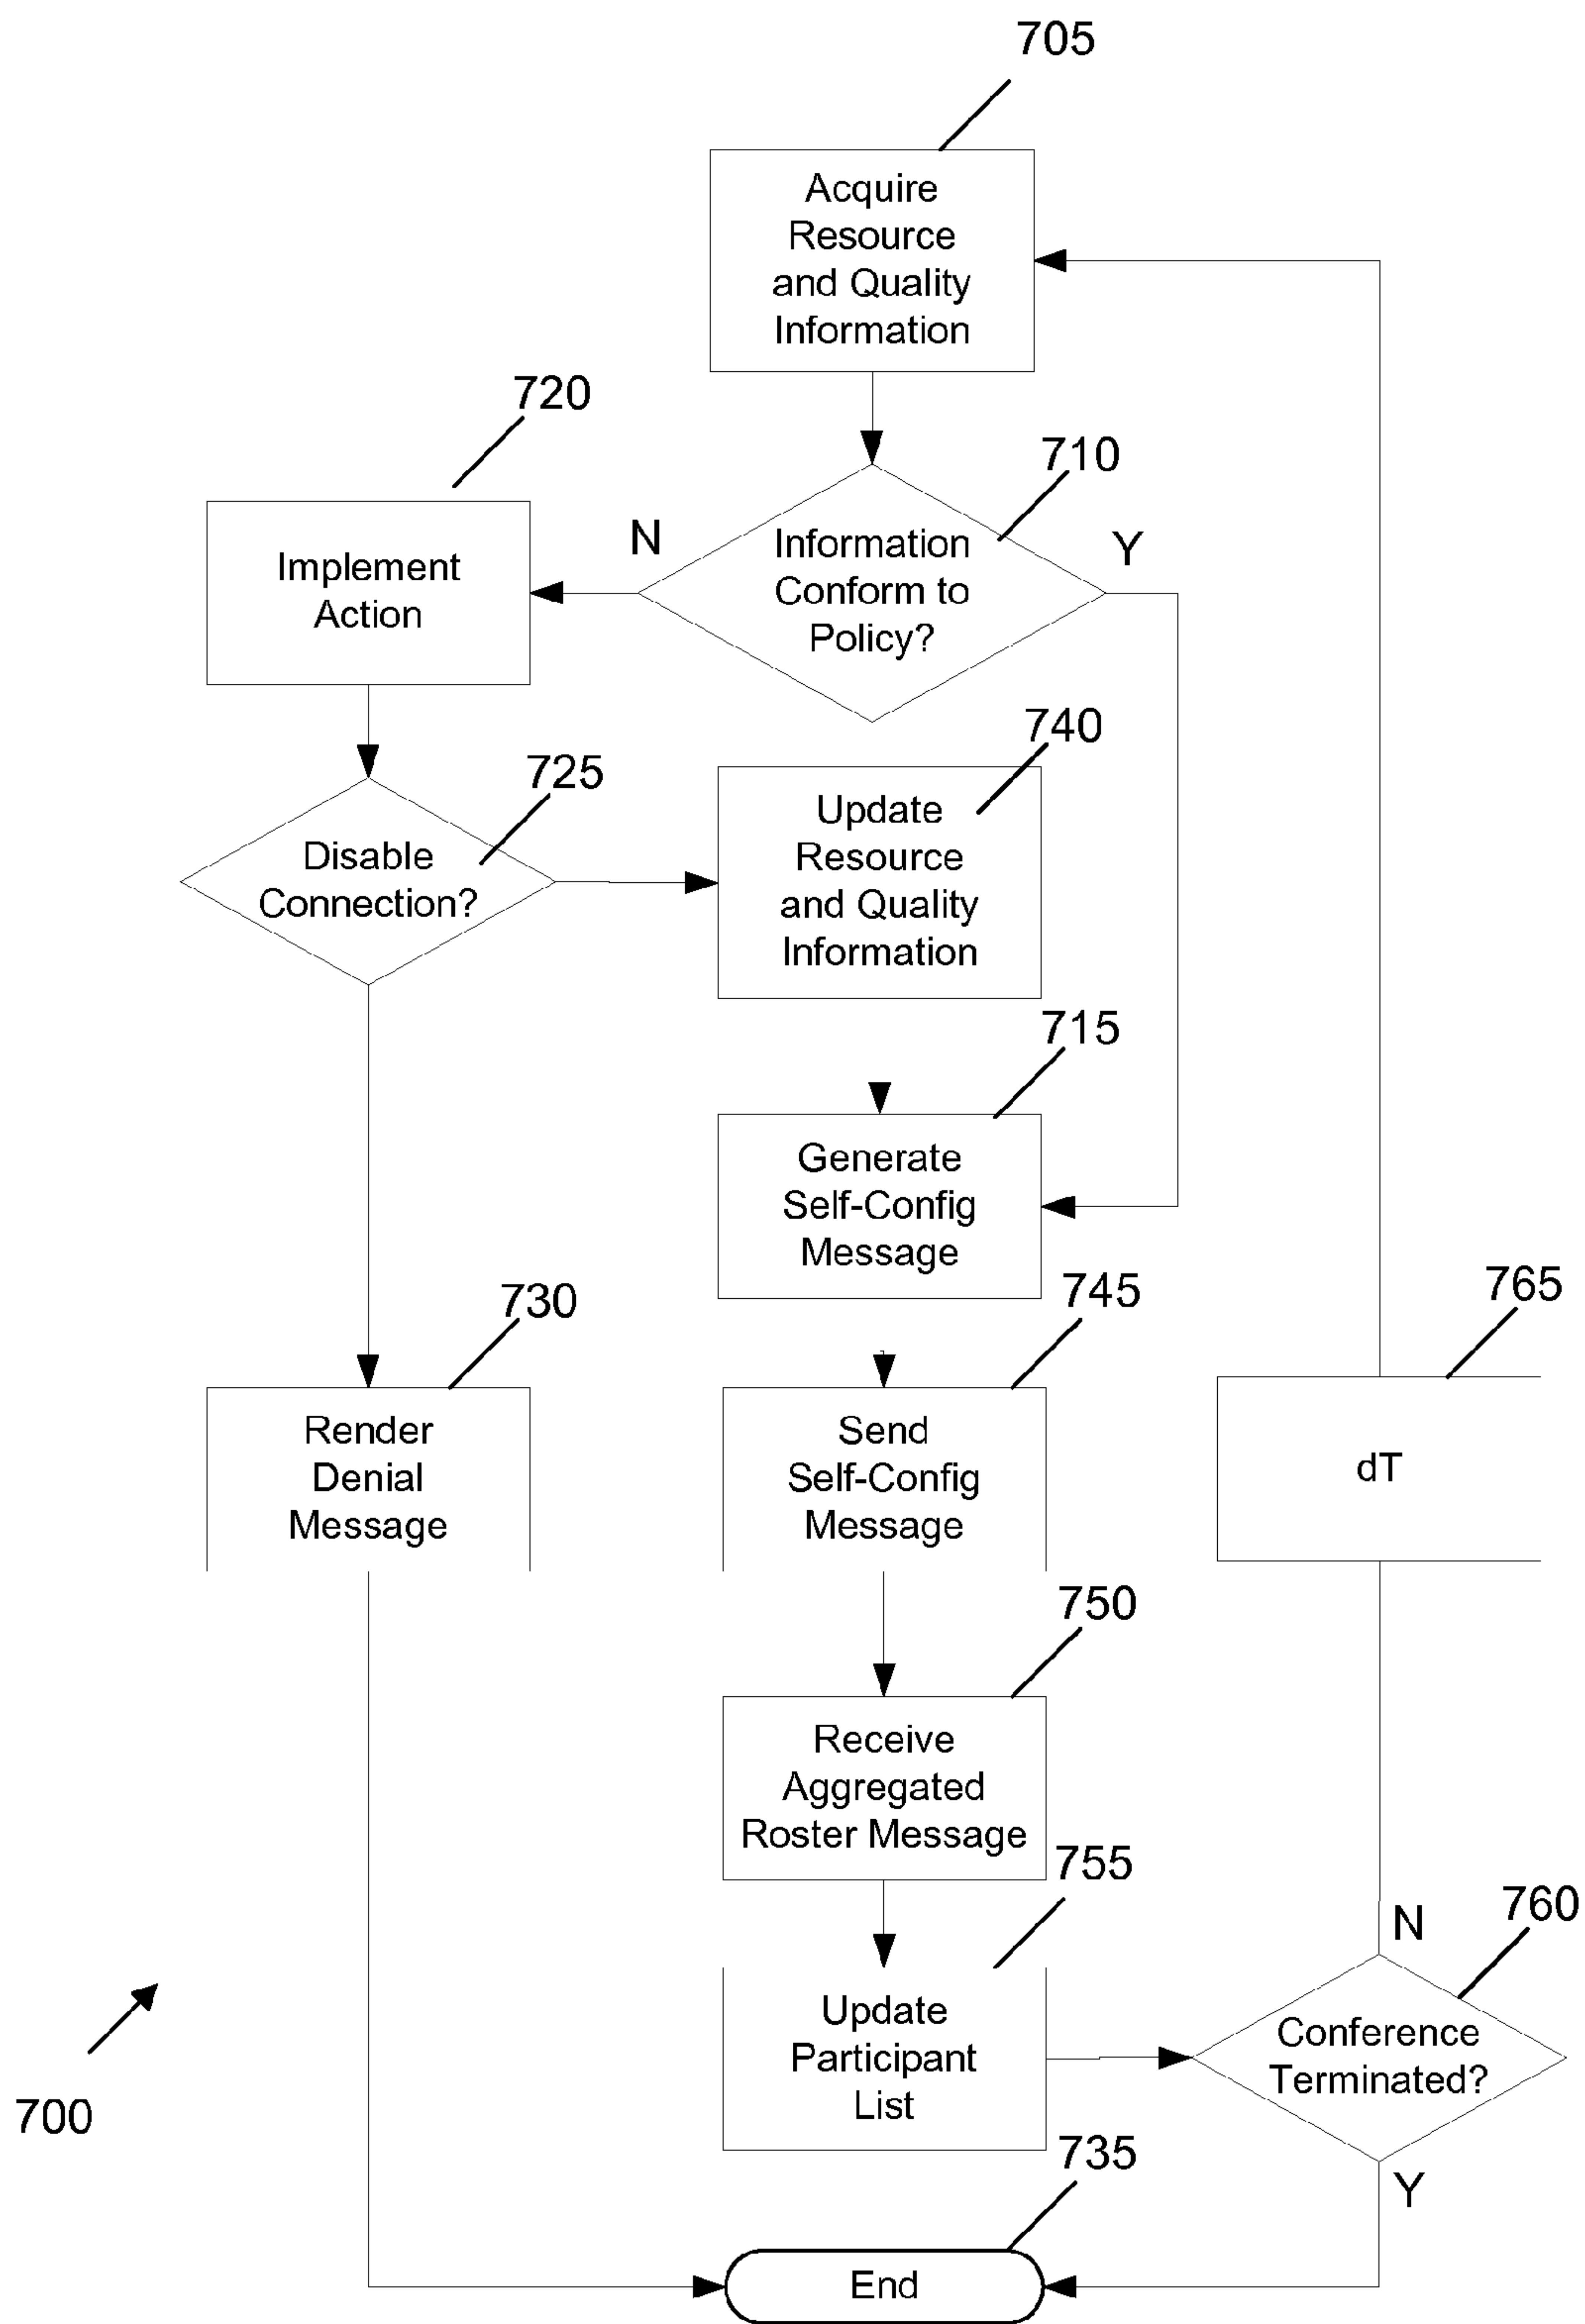 705
Acquire
Resource
and Quality
Information
720
710
Implement
Action
N
Information
Conform to
Policy?
Y
740
725
Disable
Connection?
Update
Resource
and Quality
Information
715
Generate
Self-Config
Message
730
745
765
Render
Denial
Message
Send
Self-Config
Message
dT
750
Receive
Aggregated
Roster Message
755
760
N
Update
Participant
List
Conference
Terminated?
700
735
Y
End